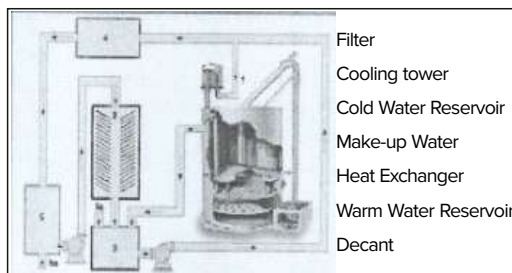 Filter
Cooling tower
Cold Water Reservoir
Make-up Water
Heat Exchanger
Warm Water Reservoir
Decant